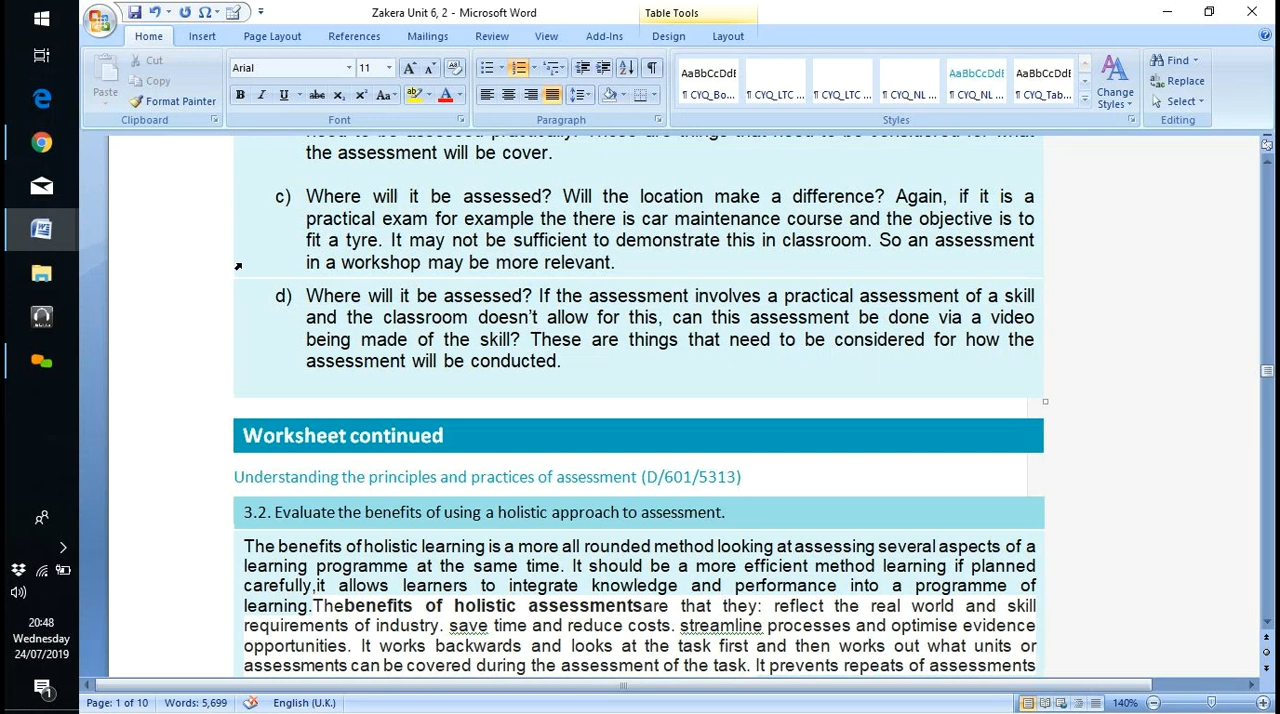 Zakera Unit 6, 2 - Microsoft Word
Table Tools
Home Insert Page Layout References Mailings Review View Add-Ins Design Layout
Paste
Cut
Copy
Format Painter
Clipboard
Arial 11
Font
Paragraph
AaBbCcDdE AaBbCcDdE AaBbCcDdE
¶ CYQ_Bo... ¶ CYQ_LTC ... ¶ CYQ_LTC ... ¶ CYQ_NL ... ¶ CYQ_NL ... ¶ CYQ_Tab...
Styles
Change Styles
Find
Replace
Select
Editing
the assessment will be cover.
c) Where will it be assessed? Will the location make a difference? Again, if it is a
practical exam for example the there is car maintenance course and the objective is to
fit a tyre. It may not be sufficient to demonstrate this in classroom. So an assessment
in a workshop may be more relevant.
d) Where will it be assessed? If the assessment involves a practical assessment of a skill
and the classroom doesn't allow for this, can this assessment be done via a video
being made of the skill? These are things that need to be considered for how the
assessment will be conducted.
Worksheet continued
Understanding the principles and practices of assessment (D/601/5313)
3.2. Evaluate the benefits of using a holistic approach to assessment.
The benefits of holistic learning is a more all rounded method looking at assessing several aspects of a
learning programme at the same time. It should be a more efficient method learning if planned
carefully,it allows learners to integrate knowledge and performance into a programme of
learning.Thebenefits of holistic assessmentsare that they: reflect the real world and skill
requirements of industry. save time and reduce costs. streamline processes and optimise evidence
opportunities. It works backwards and looks at the task first and then works out what units or
assessments can be covered during the assessment of the task. It prevents repeats of assessments
20:48
Wednesday
24/07/2019
1
Page: 1 of 10 Words: 5,699 English (U.K.) 140%